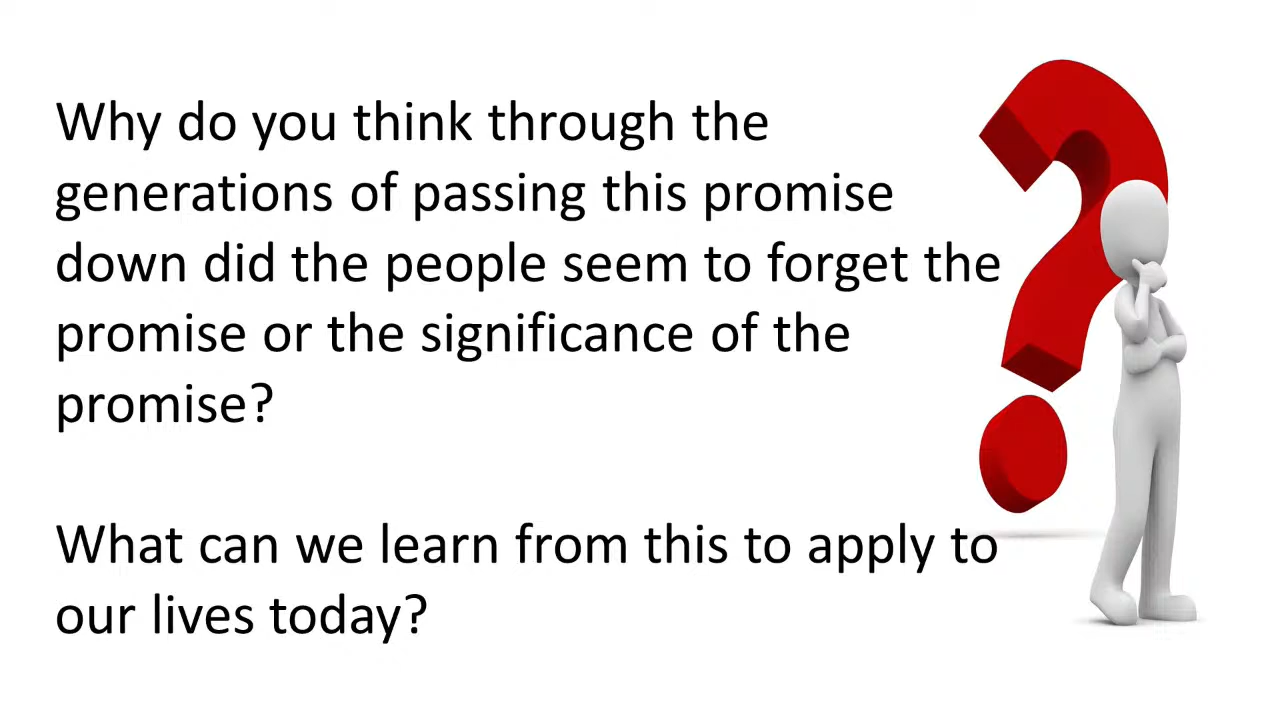 Why do you think through the
generations of passing this promise
down did the people seem to forget the
promise or the significance of the
promise?
What can we learn from this to apply to
our lives today?